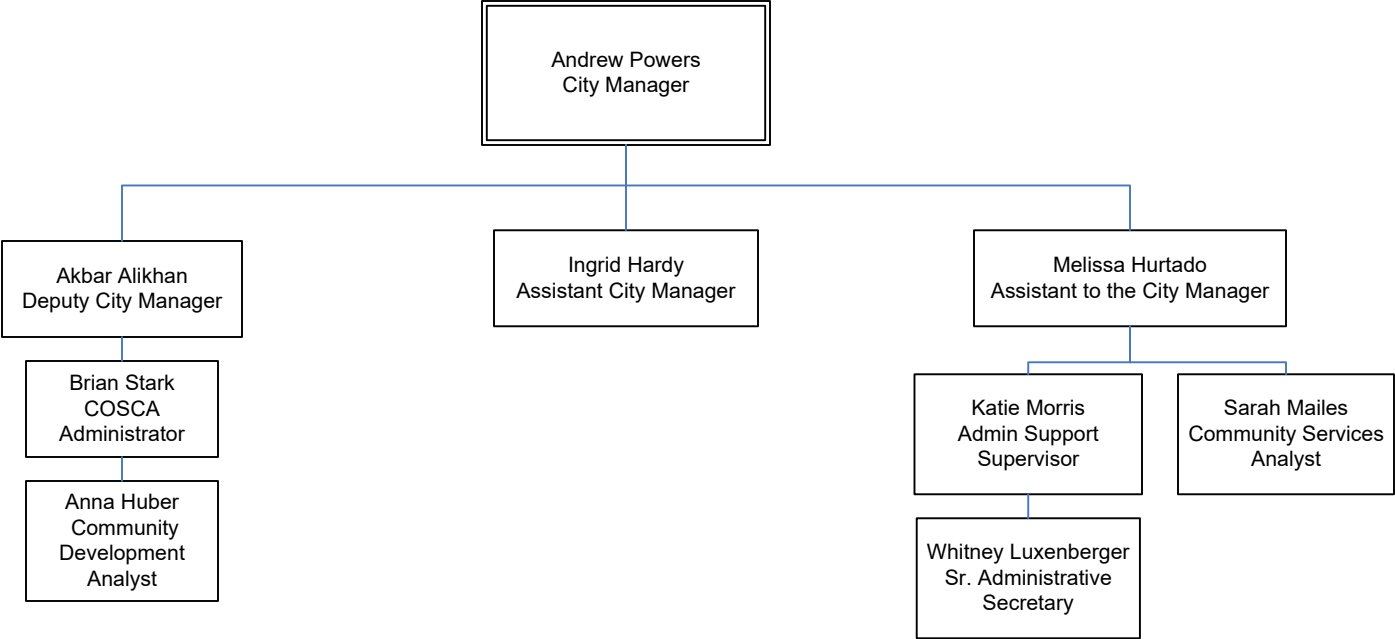 Andrew Powers
City Manager
Akbar Alikhan
Deputy City Manager
Ingrid Hardy
Assistant City Manager
Melissa Hurtado
Assistant to the City Manager
Brian Stark
COSCA
Administrator
Anna Huber
Community
Development
Analyst
Katie Morris
Admin Support
Supervisor
Sarah Mailes
Community Services
Analyst
Whitney Luxenberger
Sr. Administrative
Secretary